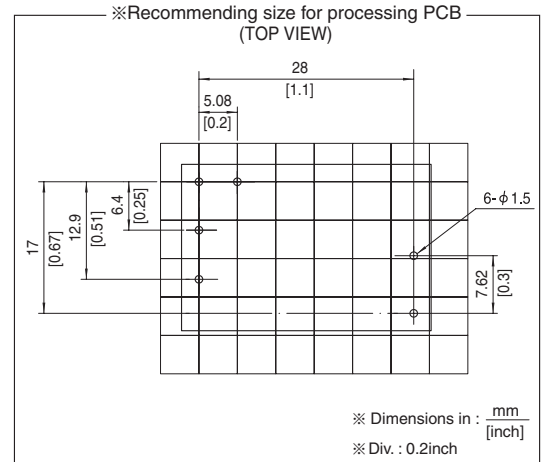 ※Recommending size for processing PCB
(TOP VIEW)
28
[1.1]
5.08
[0.2]
17
[0.67]
12.9
[0.51]
6.4
[0.25]
6-ϕ1.5
7.62
[0.3]
※ Dimensions in : mm
[inch]
※Div. : 0.2inch